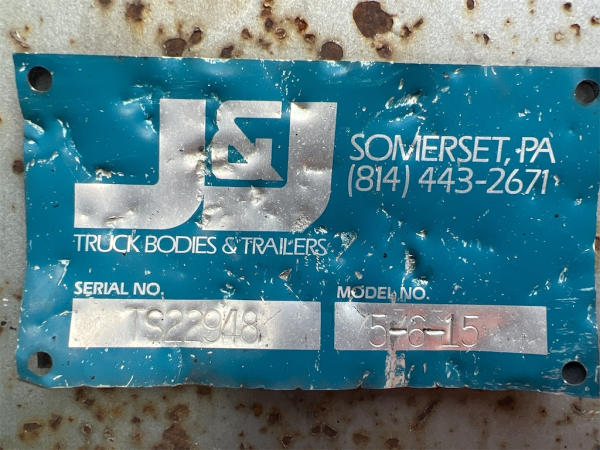 J&J
SOMERSET, PA
(814) 443-2671
TRUCK BODIES & TRAILERS
SERIAL NO.
TS22948
MODEL NO.
5-6-15